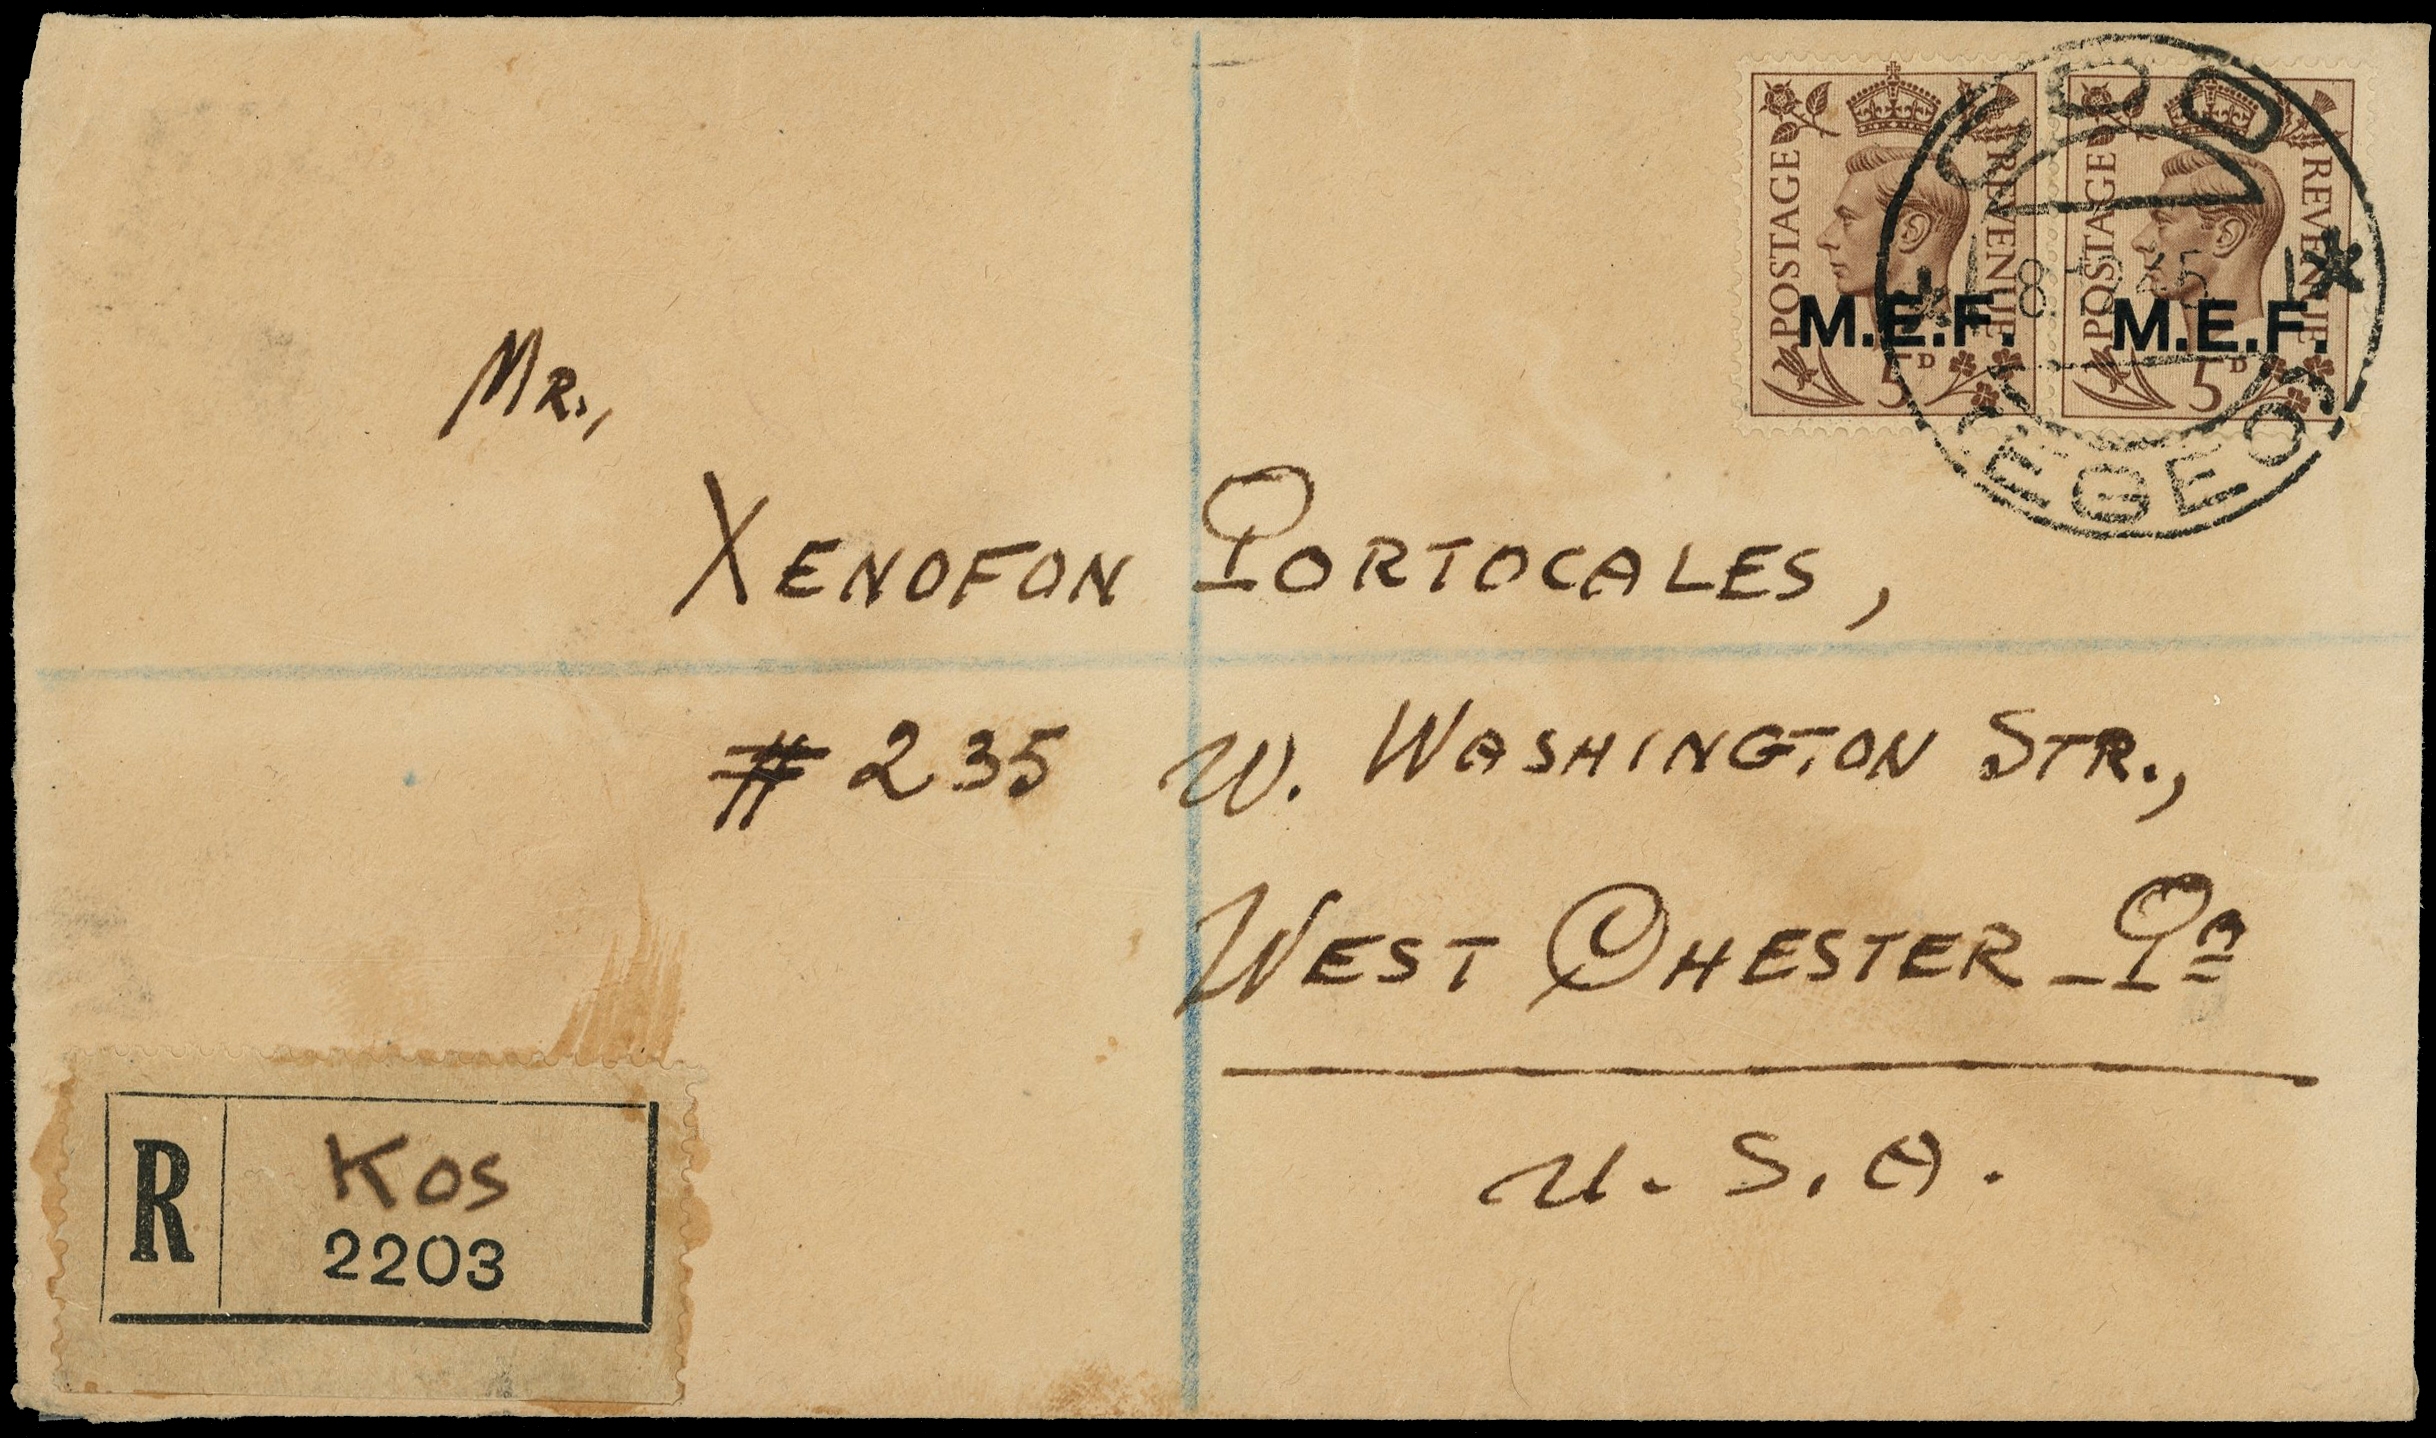 POSTAGE REVENUE
M.E.F.
5D
POSTAGE REVENUE
M.E.F.
5D
EGEO
MR.,
XENOFON PORTOCALES,
# 235 W. WASHINGTON STR.,
WEST CHESTER - Pa
U.S.A.
R
Kos
2203